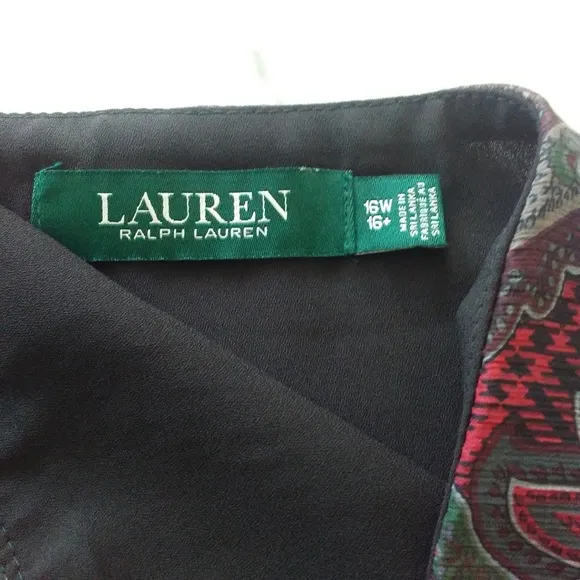 LAUREN
RALPH LAUREN
16W
16+
MADE IN
SRI LANKA
FABRIQUE AU
SRI LANKA